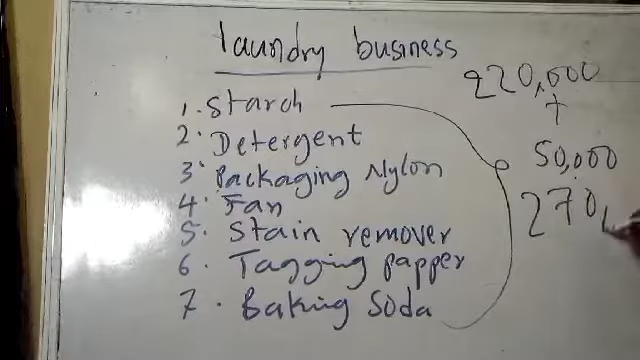 laundry business
220,000
+
50,000
270,
1. Starch
2. Detergent
3. Packaging Nylon
4. Fan
5. Stain remover
6. Tagging papper
7. Baking Soda